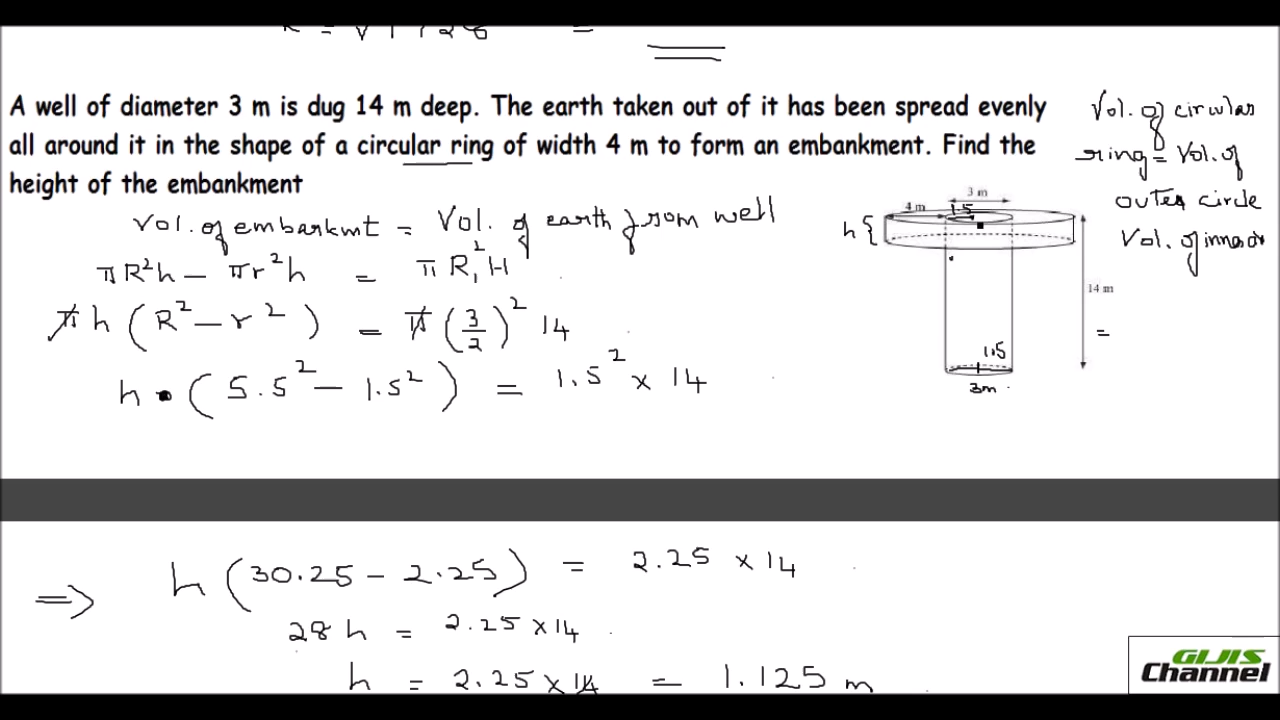 A well of diameter 3 m is dug 14 m deep. The earth taken out of it has been spread evenly
all around it in the shape of a circular ring of width 4 m to form an embankment. Find the
height of the embankment
Vol. of circular
ring = Vol. of
outer circle
Vol. of inner
Vol. of embankmt = Vol. of earth from well
πR²h - πr²h = πR₁²H
πh (R² - r²) = π (3/2)² 14
h • (5.5² - 1.5²) = 1.5² × 14
3 m
4 m
1.5
h {
14 m
=
1.5
3m
⇒ h (30.25 - 2.25) = 2.25 × 14
28 h = 2.25 × 14
h = 2.25 × 14 = 1.125 m
GIJIS
Channel